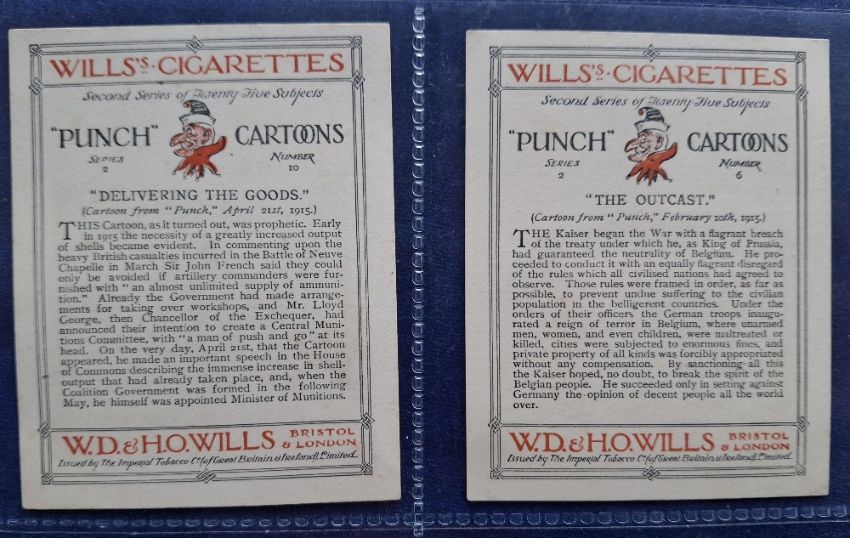 WILLS'S· CIGARETTES
Second Series of Twenty-Five Subjects
"PUNCH" CARTOONS
SERIES 2 NUMBER 10
"DELIVERING THE GOODS."
(Cartoon from "Punch," April 21st, 1915.)
THIS Cartoon, as it turned out, was prophetic. Early
in 1915 the necessity of a greatly increased output
of shells became evident. In commenting upon the
heavy British casualties incurred in the Battle of Neuve
Chapelle in March Sir John French said they could
only be avoided if artillery commanders were fur-
nished with "an almost unlimited supply of ammuni-
tion." Already the Government had made arrange-
ments for taking over workshops, and Mr. Lloyd
George, then Chancellor of the Exchequer, had
announced their intention to create a Central Muni-
tions Committee, with "a man of push and go" at its
head. On the very day, April 21st, that the Cartoon
appeared, he made an important speech in the House
of Commons describing the immense increase in shell-
output that had already taken place, and, when the
Coalition Government was formed in the following
May, he himself was appointed Minister of Munitions.
W.D. & H.O. WILLS BRISTOL & LONDON
Issued by The Imperial Tobacco Co. (of Great Britain & Ireland), Limited.
WILLS'S· CIGARETTES
Second Series of Twenty-Five Subjects
"PUNCH" CARTOONS
SERIES 2 NUMBER 6
"THE OUTCAST."
(Cartoon from "Punch," February 10th, 1915.)
THE Kaiser began the War with a flagrant breach
of the treaty under which he, as King of Prussia,
had guaranteed the neutrality of Belgium. He pro-
ceeded to conduct it with an equally flagrant disregard
of the rules which all civilised nations had agreed to
observe. Those rules were framed in order, as far as
possible, to prevent undue suffering to the civilian
population in the belligerent countries. Under the
orders of their officers the German troops inaugu-
rated a reign of terror in Belgium, where unarmed
men, women, and even children, were maltreated or
killed, cities were subjected to enormous fines, and
private property of all kinds was forcibly appropriated
without any compensation. By sanctioning all this
the Kaiser hoped, no doubt, to break the spirit of the
Belgian people. He succeeded only in setting against
Germany the opinion of decent people all the world
over.
W.D. & H.O. WILLS BRISTOL & LONDON
Issued by The Imperial Tobacco Co. (of Great Britain & Ireland), Limited.